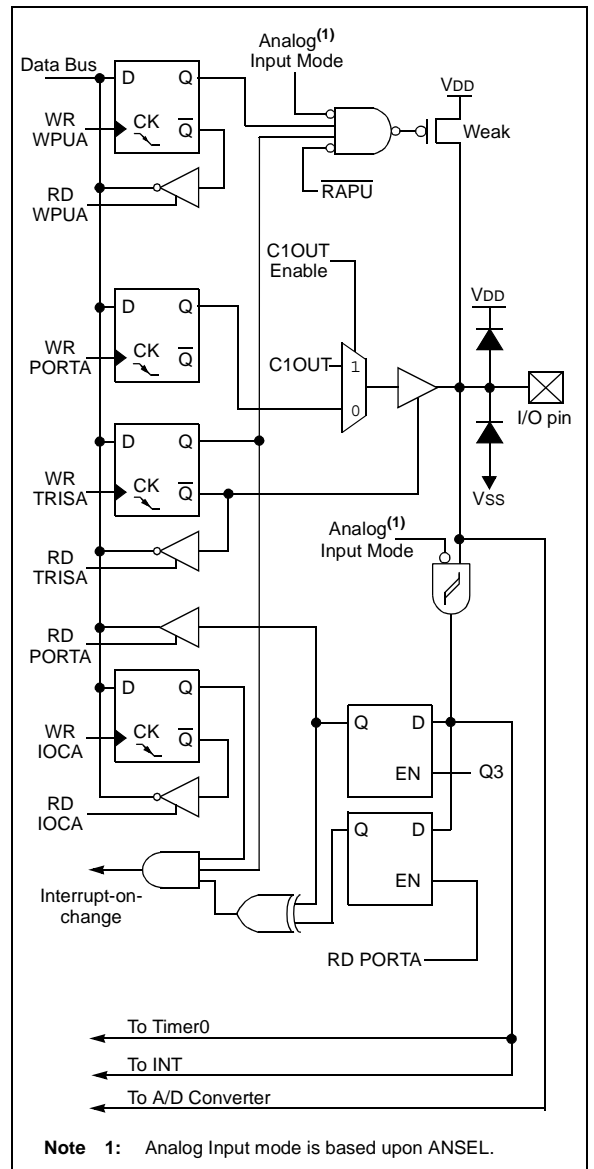 Analog(1)
Input Mode
Data Bus
D Q
VDD
WR
WPUA
CK
Q
Weak
RD
WPUA
RAPU
C1OUT
Enable
VDD
D Q
WR
PORTA
CK
Q
C1OUT
1
0
I/O pin
D Q
WR
TRISA
CK
Q
VSS
Analog(1)
Input Mode
RD
TRISA
RD
PORTA
D Q
WR
IOCA
CK
Q
Q D
EN
Q3
RD
IOCA
Q D
EN
Interrupt-on-
change
RD PORTA
To Timer0
To INT
To A/D Converter
Note 1: Analog Input mode is based upon ANSEL.